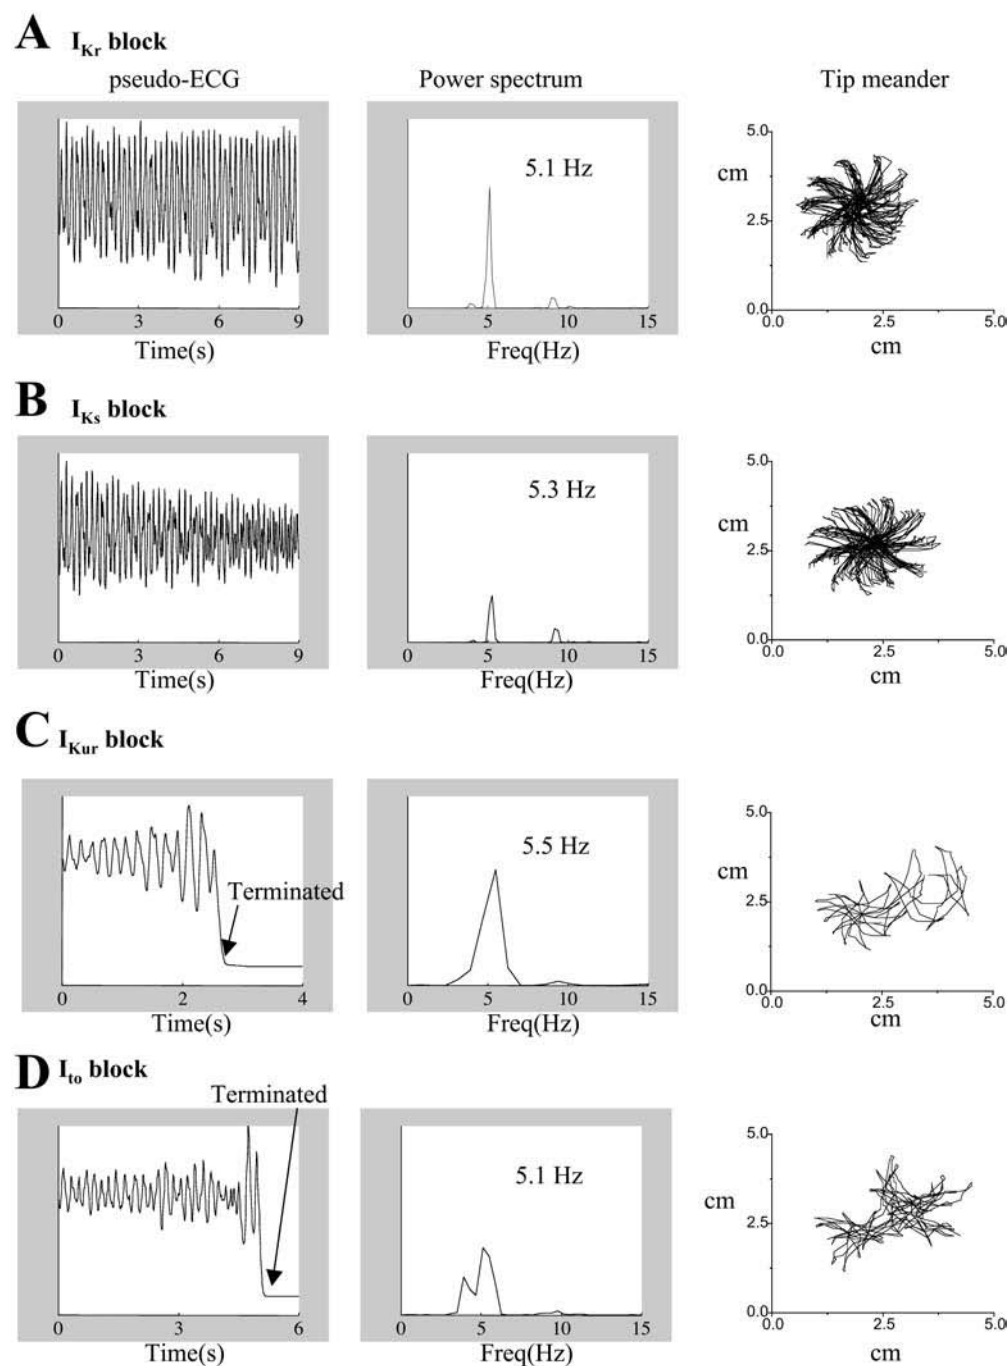 A I_Kr block
pseudo-ECG Power spectrum Tip meander
5.1 Hz
5.0
cm
2.5
0.0
0 3 6 9
0 5 10 15
0.0 2.5 5.0
Time(s) Freq(Hz) cm
B I_Ks block
5.3 Hz
5.0
cm
2.5
0.0
0 3 6 9
0 5 10 15
0.0 2.5 5.0
Time(s) Freq(Hz) cm
C I_Kur block
Terminated
5.5 Hz
5.0
cm
2.5
0.0
0 2 4
0 5 10 15
0.0 2.5 5.0
Time(s) Freq(Hz) cm
D I_to block
Terminated
5.1 Hz
5.0
cm
2.5
0.0
0 3 6
0 5 10 15
0.0 2.5 5.0
Time(s) Freq(Hz) cm